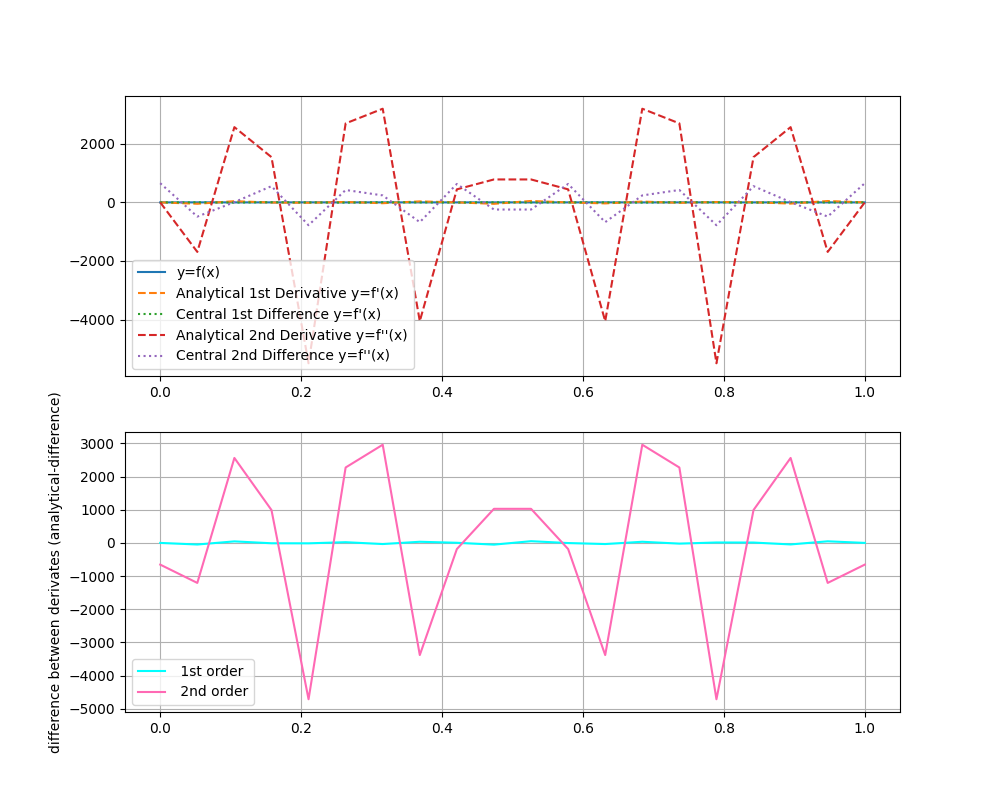 2000
0
−2000
−4000
y=f(x)
Analytical 1st Derivative y=f'(x)
Central 1st Difference y=f'(x)
Analytical 2nd Derivative y=f''(x)
Central 2nd Difference y=f''(x)
0.0 0.2 0.4 0.6 0.8 1.0
difference between derivates (analytical-difference)
3000
2000
1000
0
−1000
−2000
−3000
−4000
−5000
1st order
2nd order
0.0 0.2 0.4 0.6 0.8 1.0